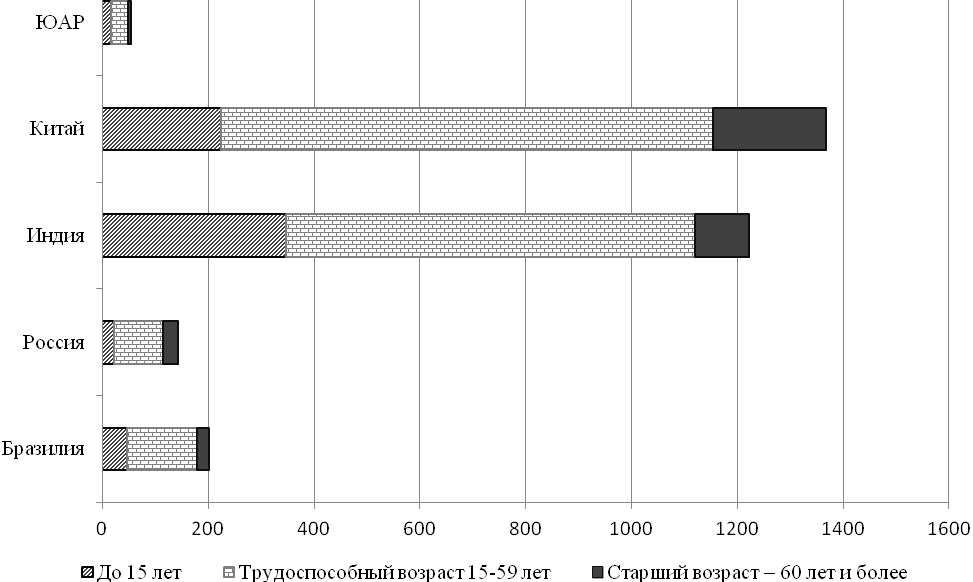 ЮАР
Китай
Индия
Россия
Бразилия
0 200 400 600 800 1000 1200 1400 1600
До 15 лет Трудоспособный возраст 15-59 лет Старший возраст – 60 лет и более